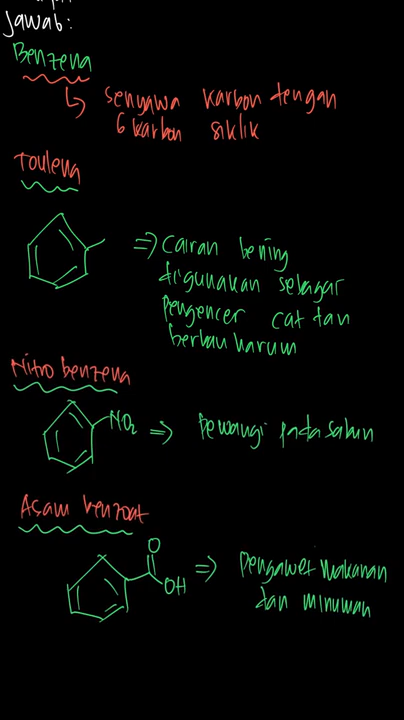 Jawab:
Benzena
↳ senyawa karbon dengan
6 karbon siklik
Toulena
⇒ Cairan bening
digunakan sebagai
pengencer cat dan
berbau harum
Nitro benzena
NO₂ ⇒ Pewangi pada sabun
Asam benzoat
O
OH ⇒ Pengawet makanan
dan minuman